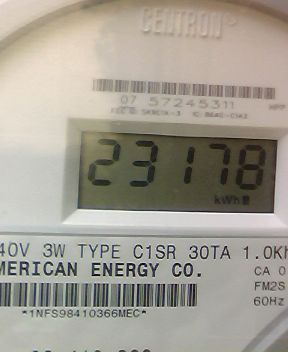 CENTRON
07 57245311
23178
kWh
40V 3W TYPE C1SR 30TA 1.0Kh
MERICAN ENERGY CO.
CA 0
FM2S
60Hz
*1NFS98410366MEC*